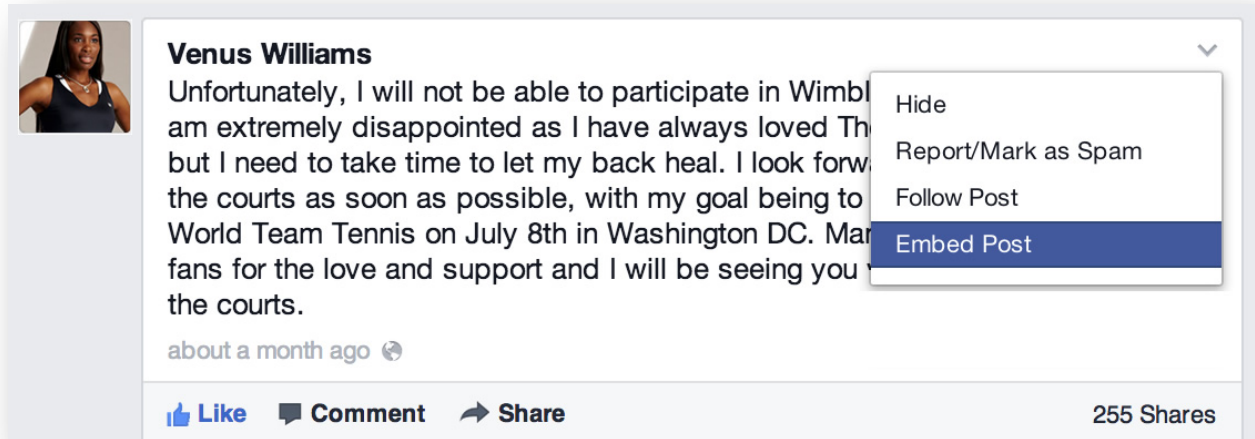 Venus Williams
Unfortunately, I will not be able to participate in Wimbl
am extremely disappointed as I have always loved Th
but I need to take time to let my back heal. I look forw
the courts as soon as possible, with my goal being to
World Team Tennis on July 8th in Washington DC. Mar
fans for the love and support and I will be seeing you
the courts.
Hide
Report/Mark as Spam
Follow Post
Embed Post
about a month ago
Like Comment Share 255 Shares